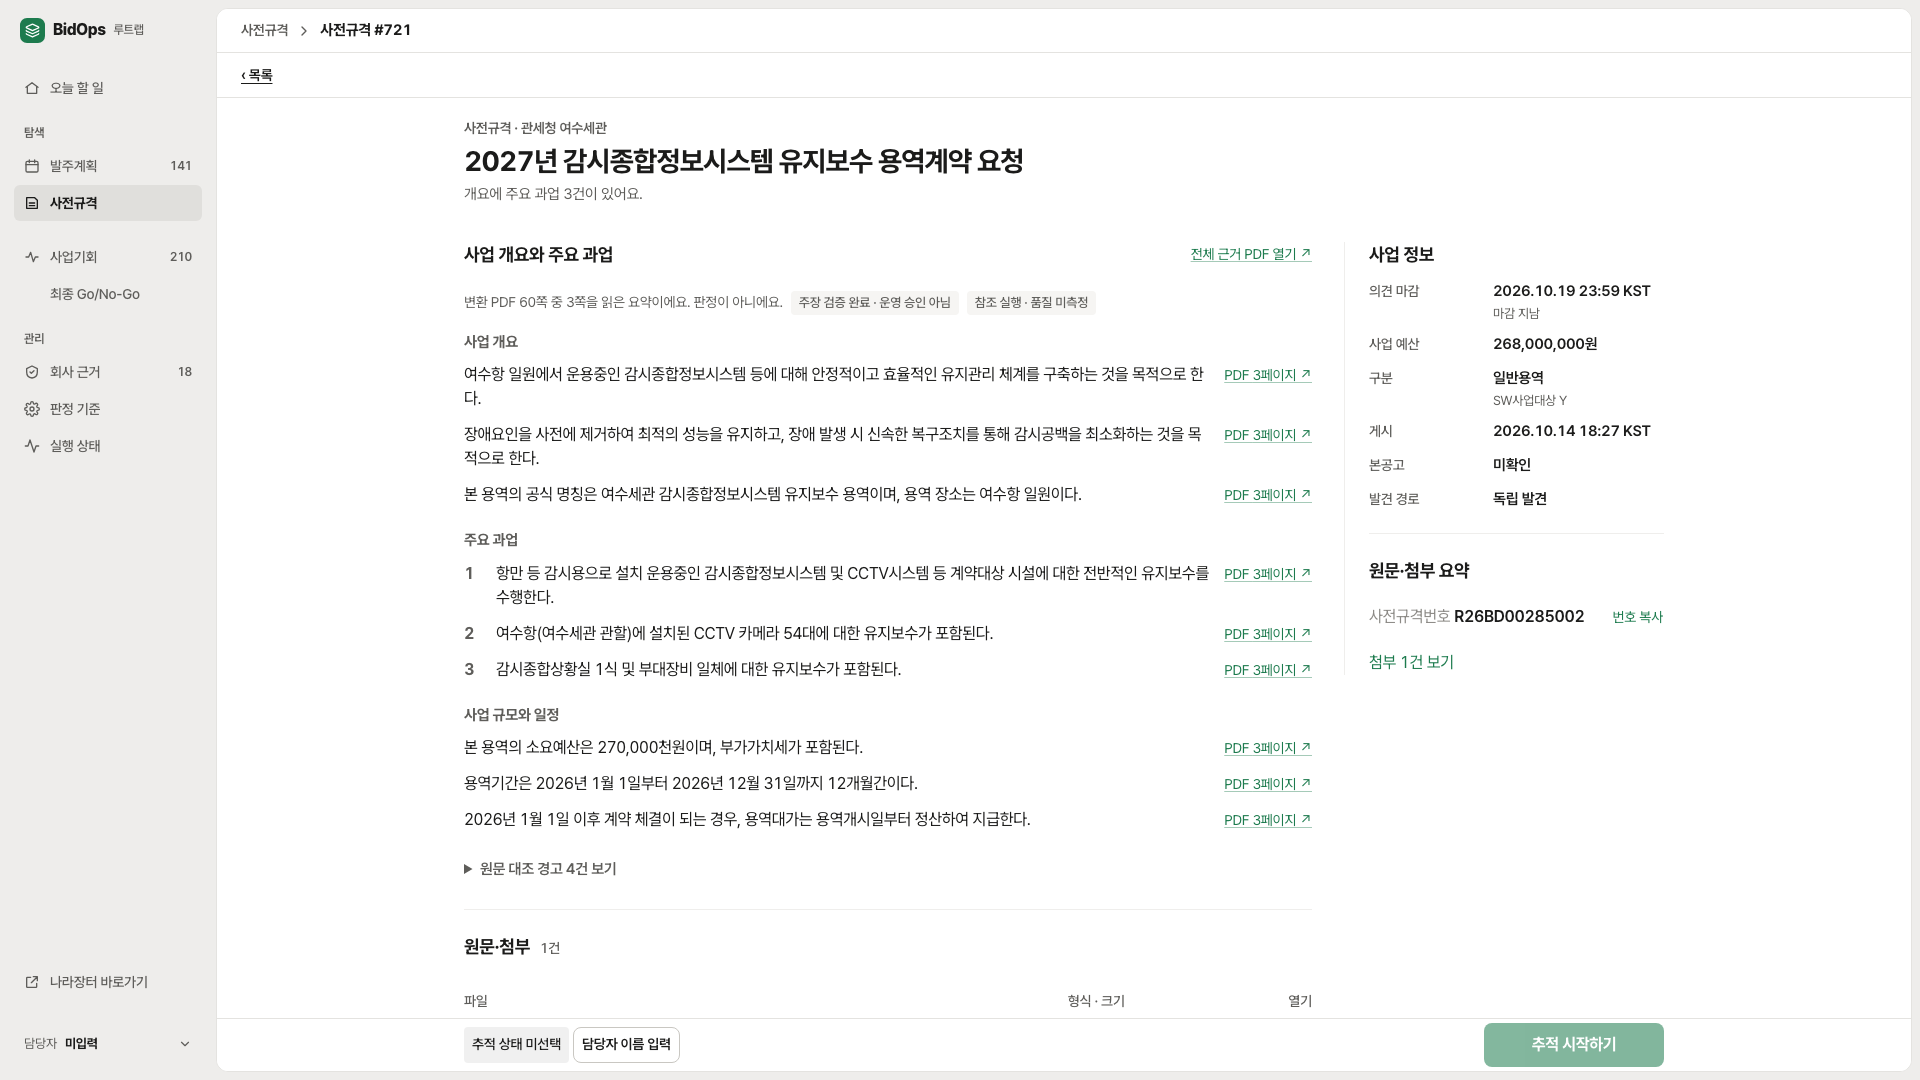 BidOps 루트랩
오늘 할 일
탐색
발주계획 141
사전규격
사업기회 210
최종 Go/No-Go
관리
회사 근거 18
판정 기준
실행 상태
나라장터 바로가기
담당자 미입력
사전규격 > 사전규격 #721
‹ 목록
사전규격 · 관세청 여수세관
2027년 감시종합정보시스템 유지보수 용역계약 요청
개요에 주요 과업 3건이 있어요.
사업 개요와 주요 과업
전체 근거 PDF 열기 ↗
변환 PDF 60쪽 중 3쪽을 읽은 요약이에요. 판정이 아니에요. 주장 검증 완료 · 운영 승인 아님 참조 실행 · 품질 미측정
사업 개요
여수항 일원에서 운용중인 감시종합정보시스템 등에 대해 안정적이고 효율적인 유지관리 체계를 구축하는 것을 목적으로 한 PDF 3페이지 ↗
다.
장애요인을 사전에 제거하여 최적의 성능을 유지하고, 장애 발생 시 신속한 복구조치를 통해 감시공백을 최소화하는 것을 목 PDF 3페이지 ↗
적으로 한다.
본 용역의 공식 명칭은 여수세관 감시종합정보시스템 유지보수 용역이며, 용역 장소는 여수항 일원이다. PDF 3페이지 ↗
주요 과업
1 항만 등 감시용으로 설치 운용중인 감시종합정보시스템 및 CCTV시스템 등 계약대상 시설에 대한 전반적인 유지보수를 PDF 3페이지 ↗
수행한다.
2 여수항(여수세관 관할)에 설치된 CCTV 카메라 54대에 대한 유지보수가 포함된다. PDF 3페이지 ↗
3 감시종합상황실 1식 및 부대장비 일체에 대한 유지보수가 포함된다. PDF 3페이지 ↗
사업 규모와 일정
본 용역의 소요예산은 270,000천원이며, 부가가치세가 포함된다. PDF 3페이지 ↗
용역기간은 2026년 1월 1일부터 2026년 12월 31일까지 12개월간이다. PDF 3페이지 ↗
2026년 1월 1일 이후 계약 체결이 되는 경우, 용역대가는 용역개시일부터 정산하여 지급한다. PDF 3페이지 ↗
▶ 원문 대조 경고 4건 보기
원문·첨부 1건
파일 형식 · 크기 열기
사업 정보
의견 마감 2026.10.19 23:59 KST
마감 지남
사업 예산 268,000,000원
구분 일반용역
SW사업대상 Y
게시 2026.10.14 18:27 KST
본공고 미확인
발견 경로 독립 발견
원문·첨부 요약
사전규격번호 R26BD00285002 번호 복사
첨부 1건 보기
추적 상태 미선택 담당자 이름 입력 추적 시작하기